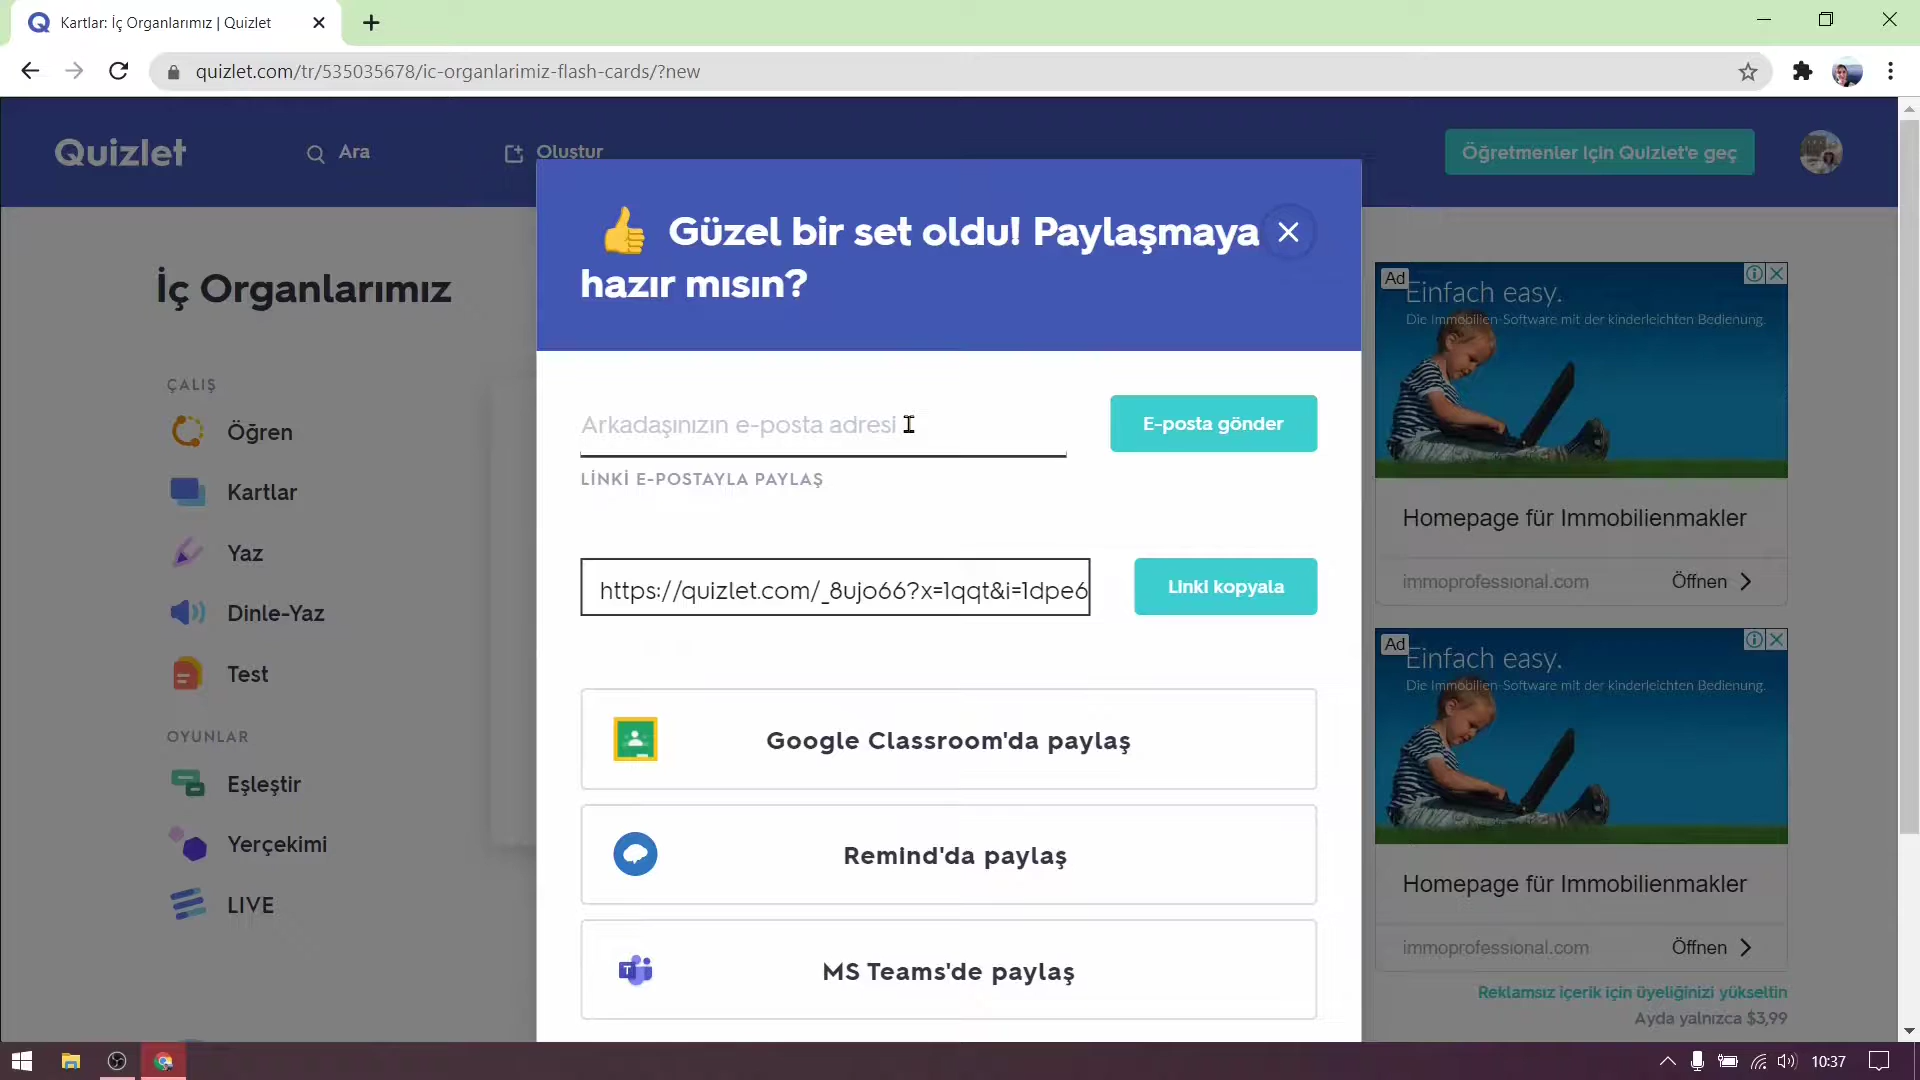 Kartlar: İç Organlarımız | Quizlet
quizlet.com/tr/535035678/ic-organlarimiz-flash-cards/?new
Quizlet
Ara
Oluştur
Öğretmenler için Quizlet'e geç
👍 Güzel bir set oldu! Paylaşmaya
hazır mısın?
İç Organlarımız
ÇALIŞ
Öğren
Kartlar
Yaz
Dinle-Yaz
Test
OYUNLAR
Eşleştir
Yerçekimi
LIVE
Arkadaşınızın e-posta adresi
E-posta gönder
LİNKİ E-POSTAYLA PAYLAŞ
https://quizlet.com/_8ujo66?x=1qqt&i=1dpe6
Linki kopyala
Google Classroom'da paylaş
Remind'da paylaş
T
MS Teams'de paylaş
Ad
Einfach easy.
Die Immobilien-Software mit der kinderleichten Bedienung.
Homepage für Immobilienmakler
immoprofessional.com
Öffnen
Ad
Einfach easy.
Die Immobilien-Software mit der kinderleichten Bedienung.
Homepage für Immobilienmakler
immoprofessional.com
Öffnen
Reklamsız içerik için üyeliğinizi yükseltin
Ayda yalnızca $3,99
10:37